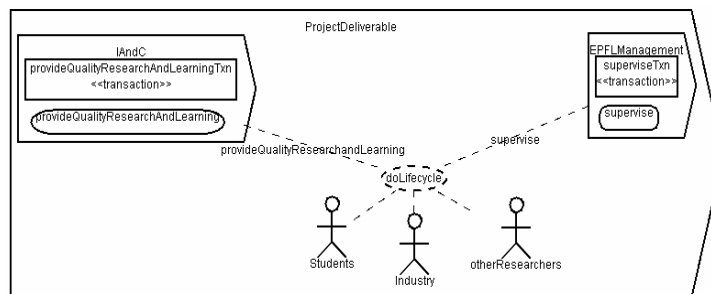 ProjectDeliverable
IAndC
provideQualityResearchAndLearningTxn
<<transaction>>
provideQualityResearchAndLearning
EPFLManagement
superviseTxn
<<transaction>>
supervise
provideQualityResearchandLearning
supervise
doLifecycle
Students
Industry
otherResearchers